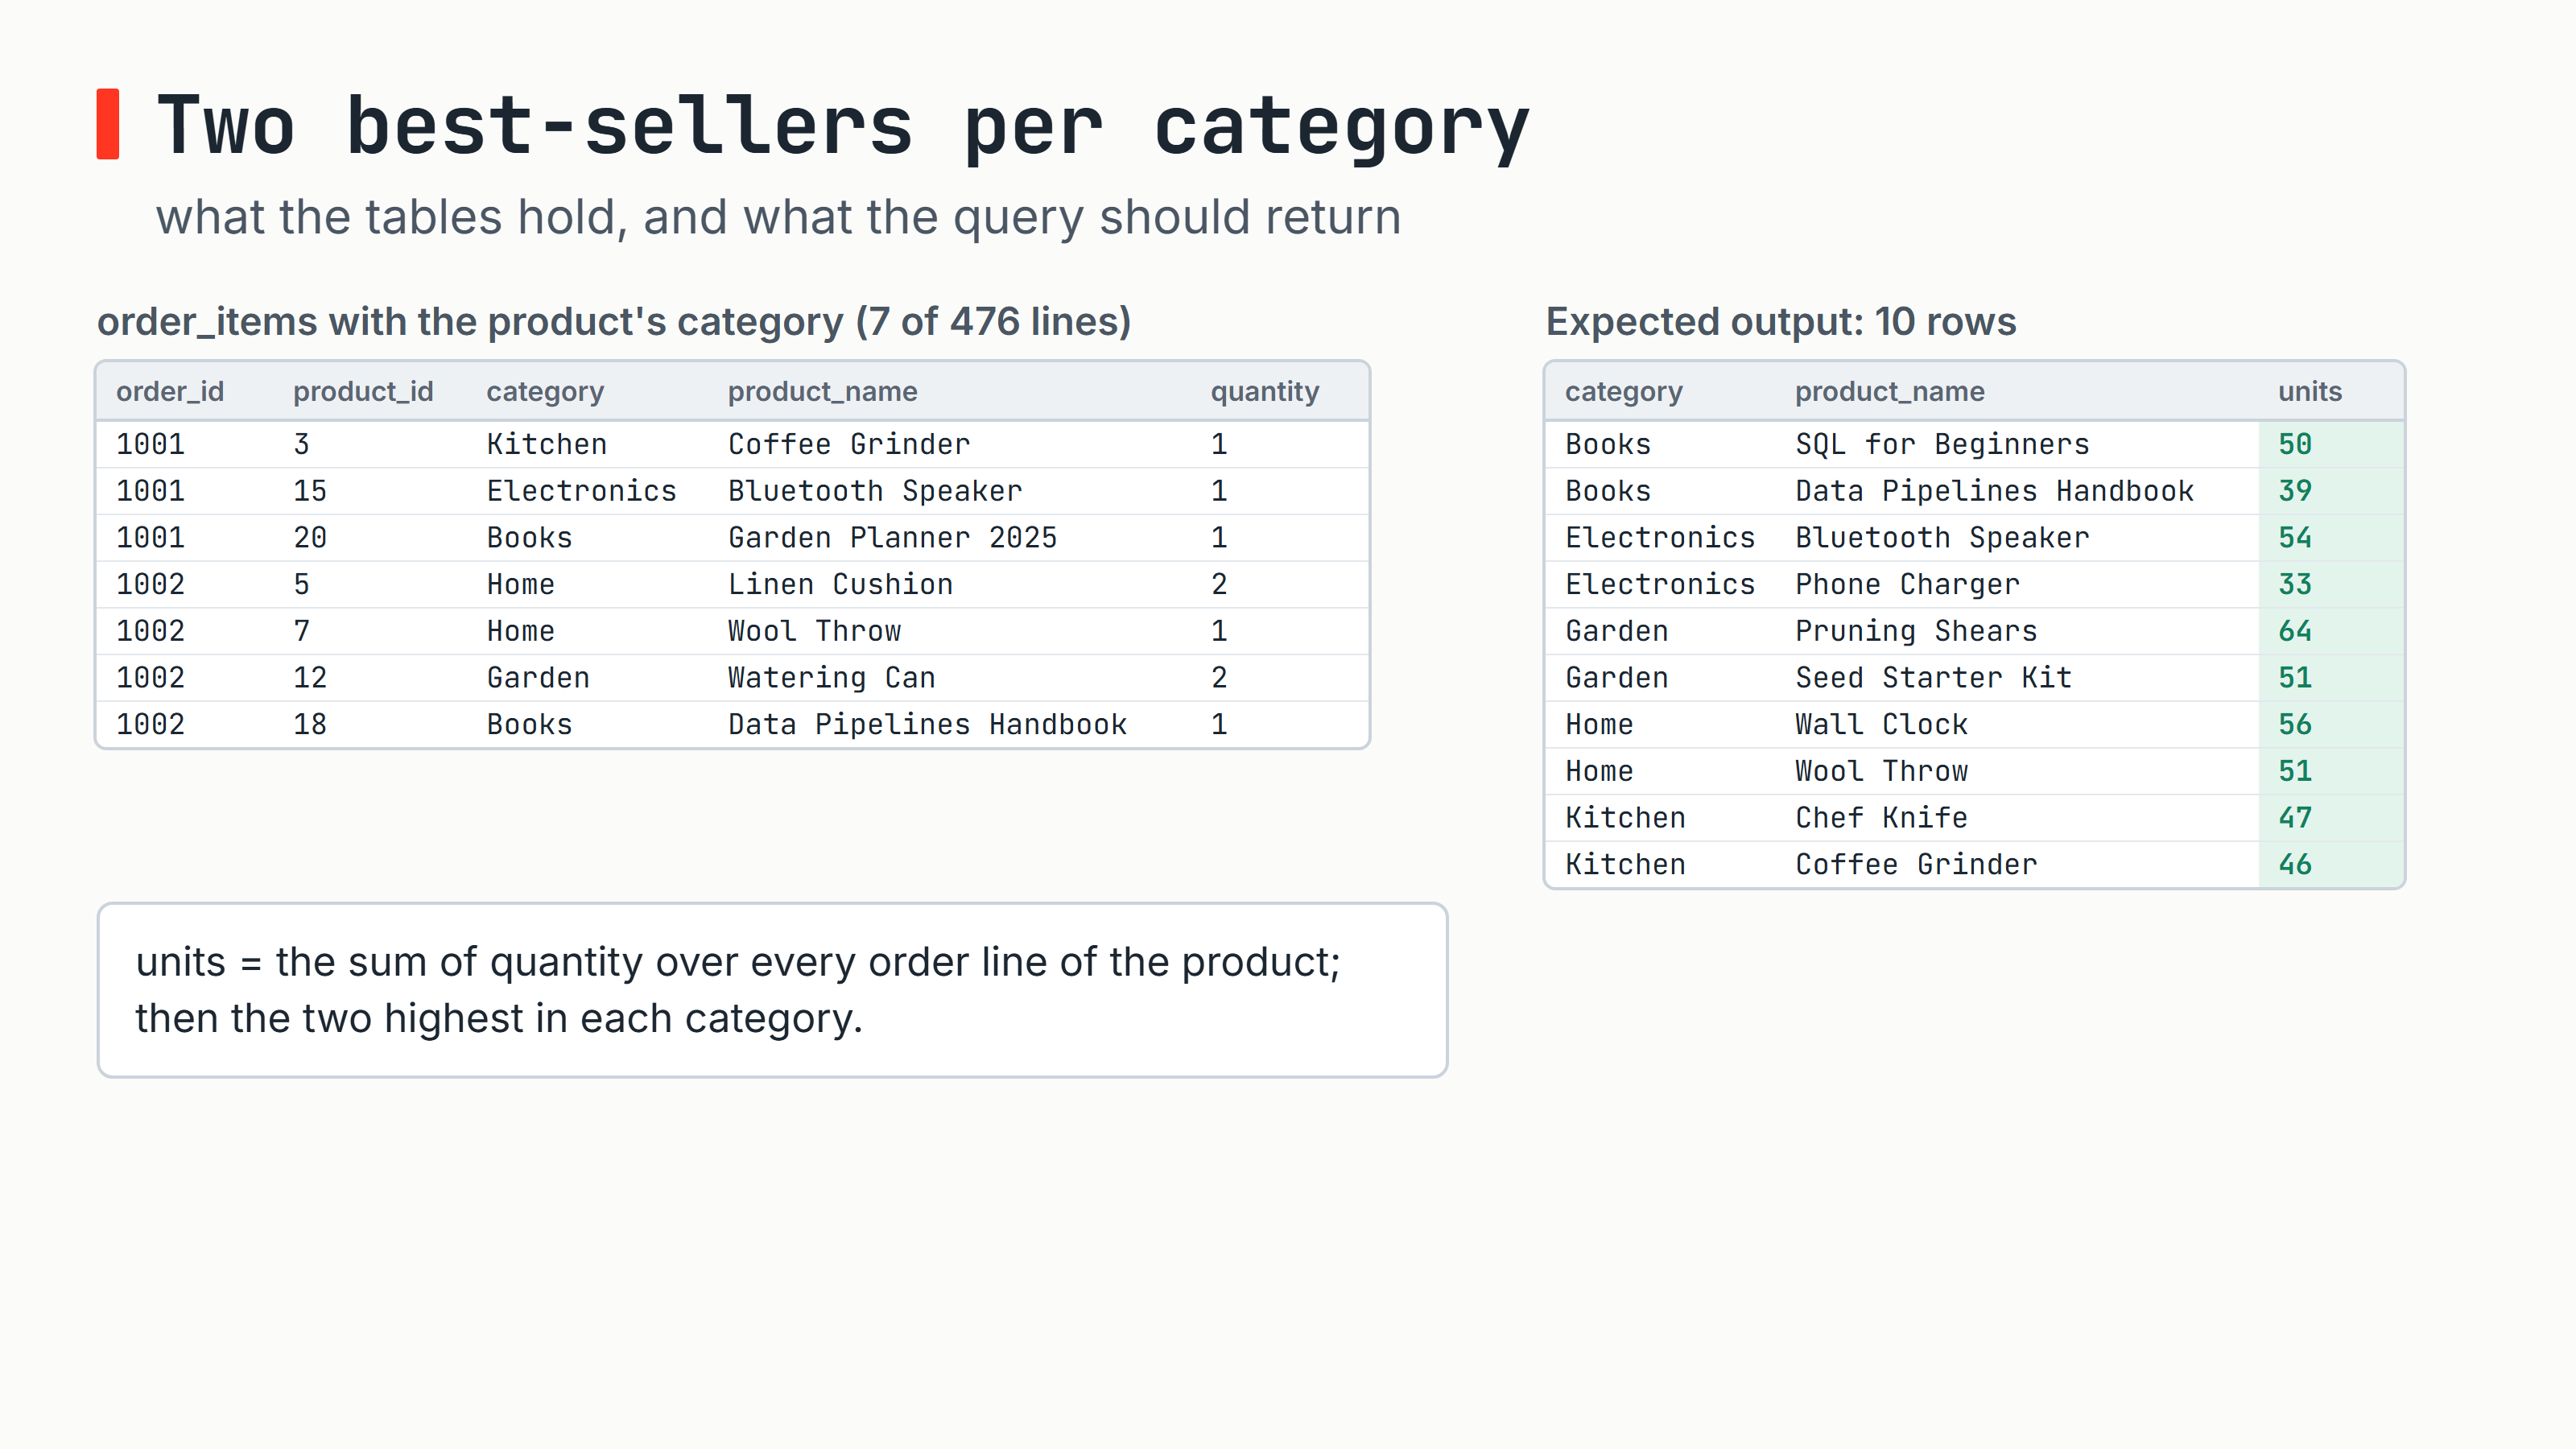 Two best-sellers per category
what the tables hold, and what the query should return
order_items with the product's category (7 of 476 lines)
order_id product_id category product_name quantity
1001 3 Kitchen Coffee Grinder 1
1001 15 Electronics Bluetooth Speaker 1
1001 20 Books Garden Planner 2025 1
1002 5 Home Linen Cushion 2
1002 7 Home Wool Throw 1
1002 12 Garden Watering Can 2
1002 18 Books Data Pipelines Handbook 1
units = the sum of quantity over every order line of the product;
then the two highest in each category.
Expected output: 10 rows
category product_name units
Books SQL for Beginners 50
Books Data Pipelines Handbook 39
Electronics Bluetooth Speaker 54
Electronics Phone Charger 33
Garden Pruning Shears 64
Garden Seed Starter Kit 51
Home Wall Clock 56
Home Wool Throw 51
Kitchen Chef Knife 47
Kitchen Coffee Grinder 46